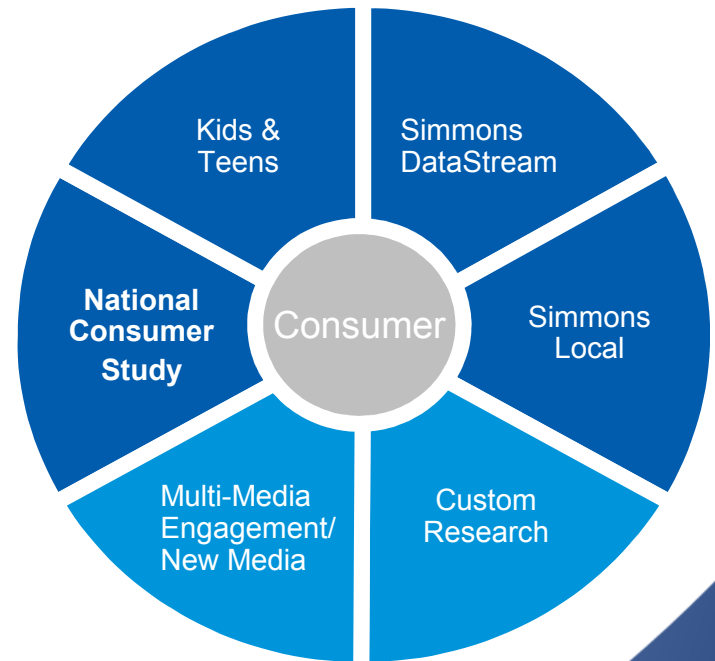 Kids &
Teens
Simmons
DataStream
National
Consumer
Study
Consumer
Simmons
Local
Multi-Media
Engagement/
New Media
Custom
Research